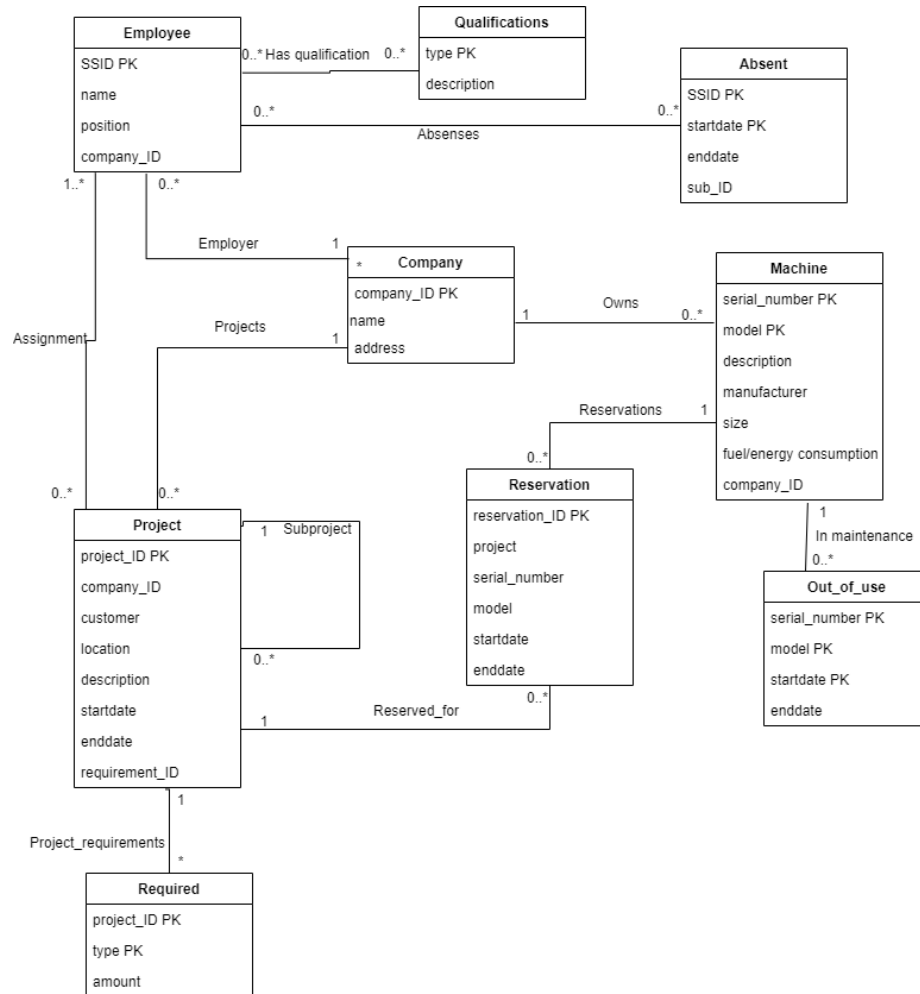 Employee
SSID PK
name
position
company_ID
0..*
Has qualification
0..*
Qualifications
type PK
description
Absent
SSID PK
startdate PK
enddate
sub_ID
0..*
Absenses
0..*
1..*
0..*
Employer
1
*
Company
company_ID PK
name
address
1
Owns
0..*
Machine
serial_number PK
model PK
description
manufacturer
size
fuel/energy consumption
company_ID
Projects
1
Assignment
Reservations
1
0..*
0..*
0..*
Reservation
reservation_ID PK
project
serial_number
model
startdate
enddate
1
In maintenance
0..*
Out_of_use
serial_number PK
model PK
startdate PK
enddate
Project
project_ID PK
company_ID
customer
location
description
startdate
enddate
requirement_ID
1
Subproject
0..*
1
Reserved_for
0..*
1
Project_requirements
*
Required
project_ID PK
type PK
amount